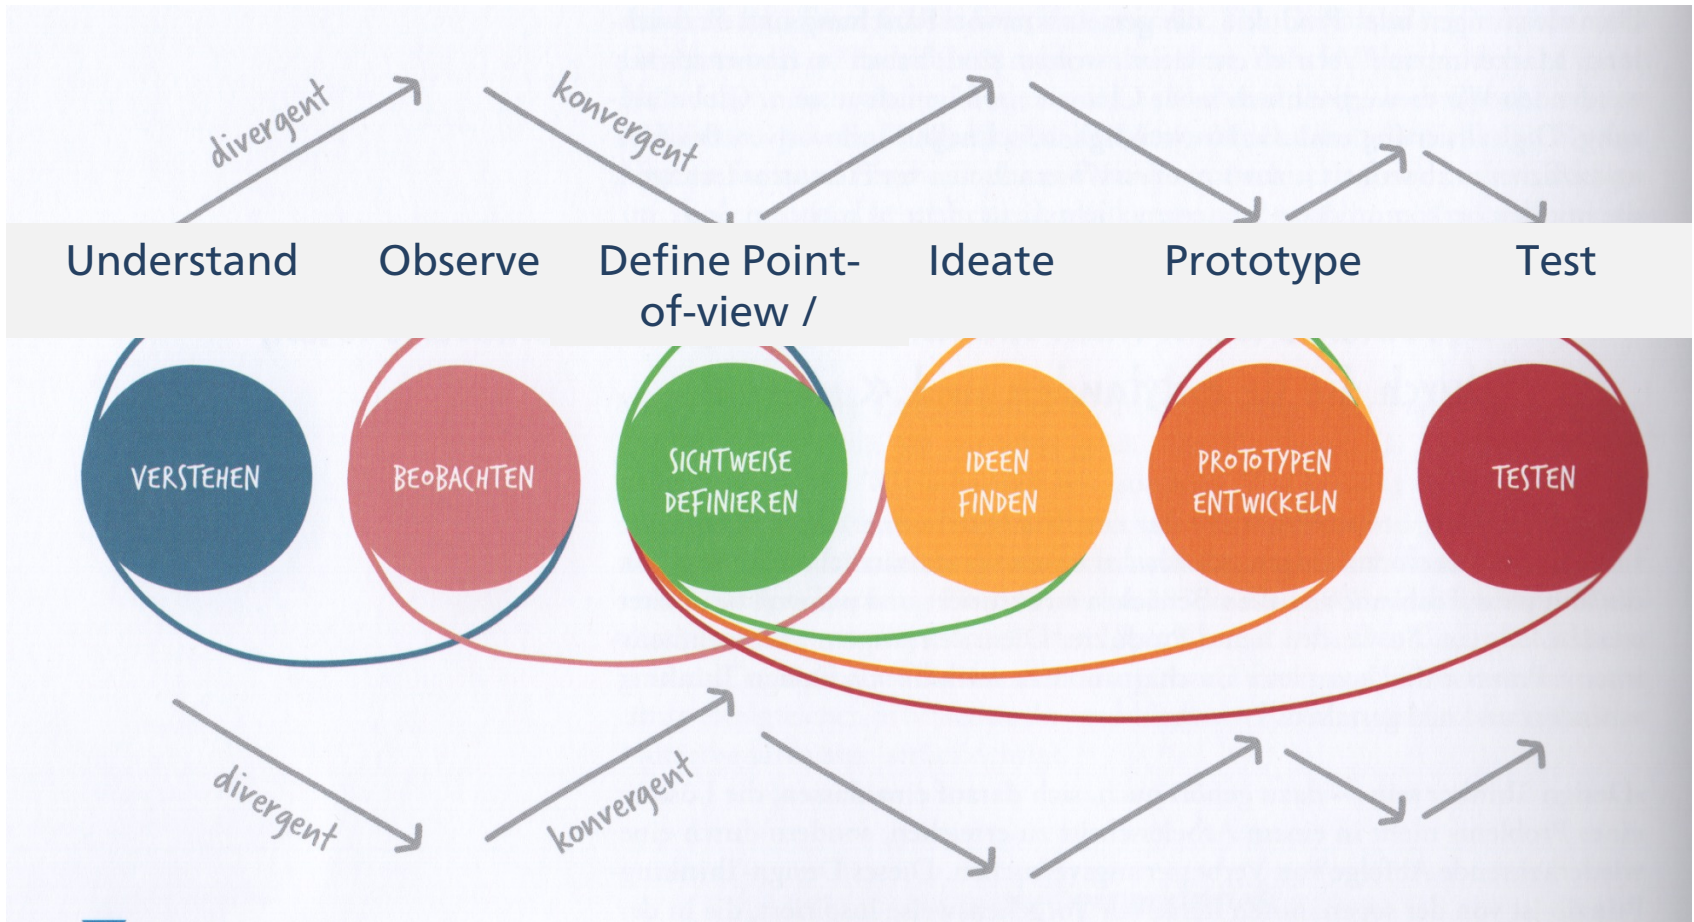 divergent
konvergent
Understand
Observe
Define Point-
of-view /
Ideate
Prototype
Test
VERSTEHEN
BEOBACHTEN
SICHTWEISE
DEFINIEREN
IDEEN
FINDEN
PROTOTYPEN
ENTWICKELN
TESTEN
divergent
konvergent